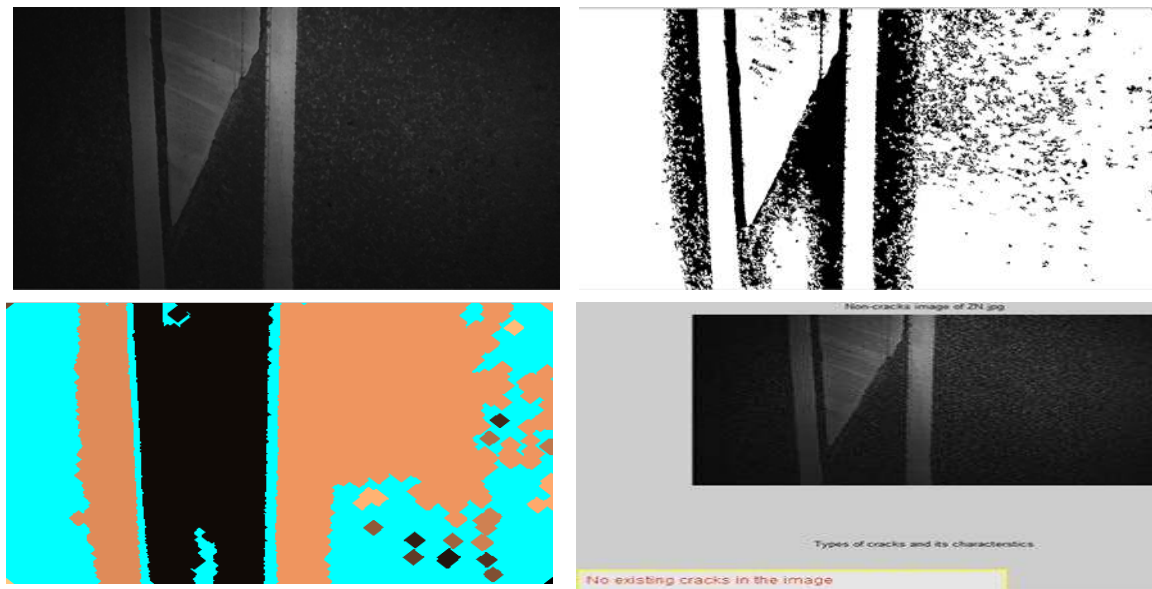 Non-cracks image of ZN.jpg
Types of cracks and its characterstics
No existing cracks in the image